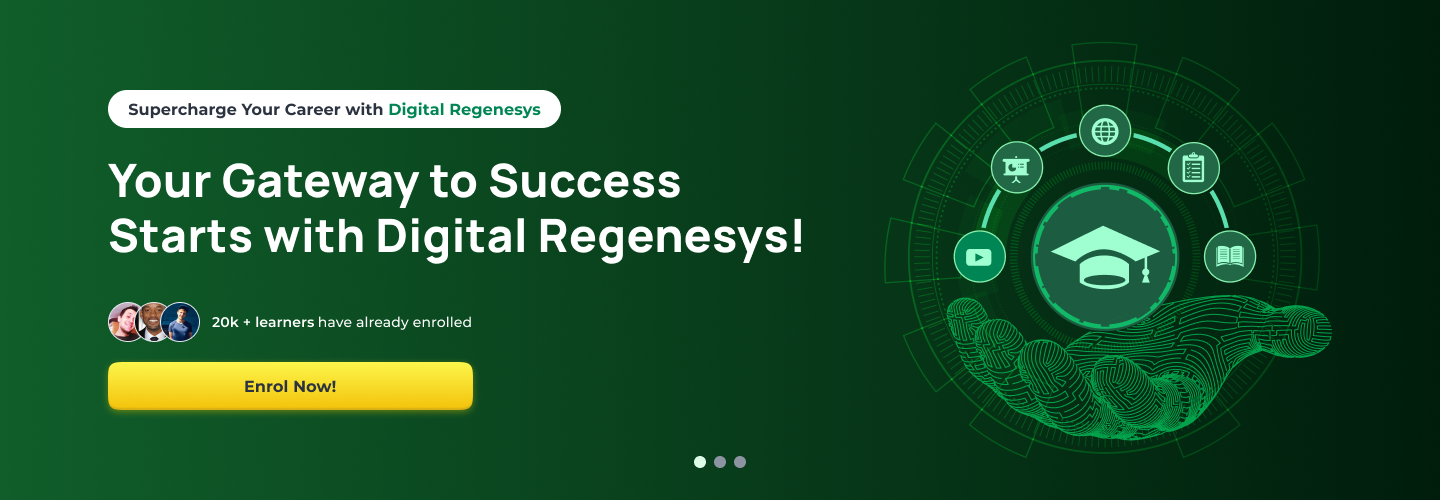 Supercharge Your Career with Digital Regenesys
Your Gateway to Success
Starts with Digital Regenesys!
20k + learners have already enrolled
Enrol Now!